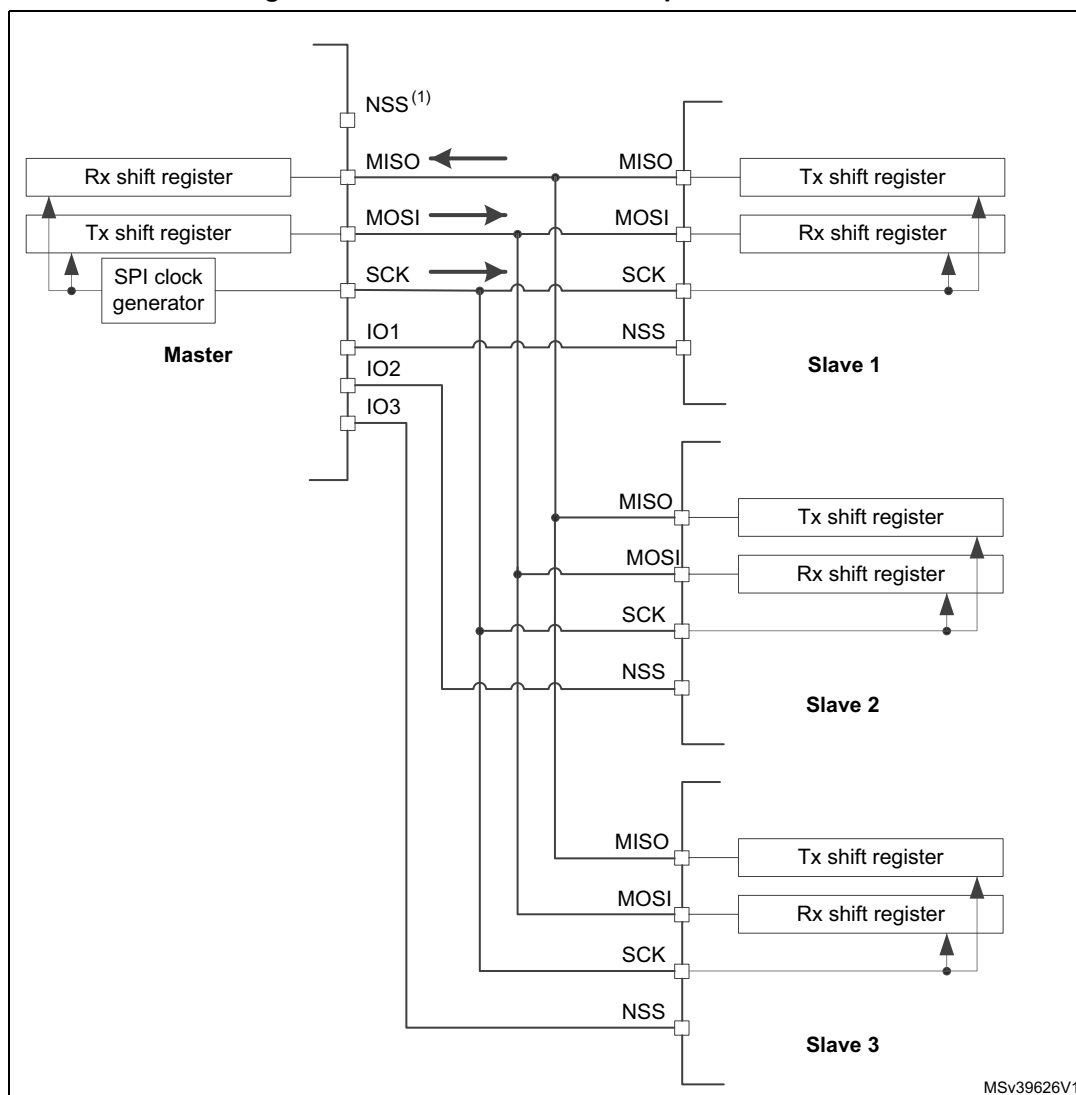 NSS(1)
MISO
MISO
Rx shift register
Tx shift register
MOSI
MOSI
Tx shift register
Rx shift register
SPI clock
generator
SCK
SCK
IO1
NSS
Master
Slave 1
IO2
IO3
MISO
Tx shift register
MOSI
Rx shift register
SCK
NSS
Slave 2
MISO
Tx shift register
MOSI
Rx shift register
SCK
NSS
Slave 3
MSv39626V1